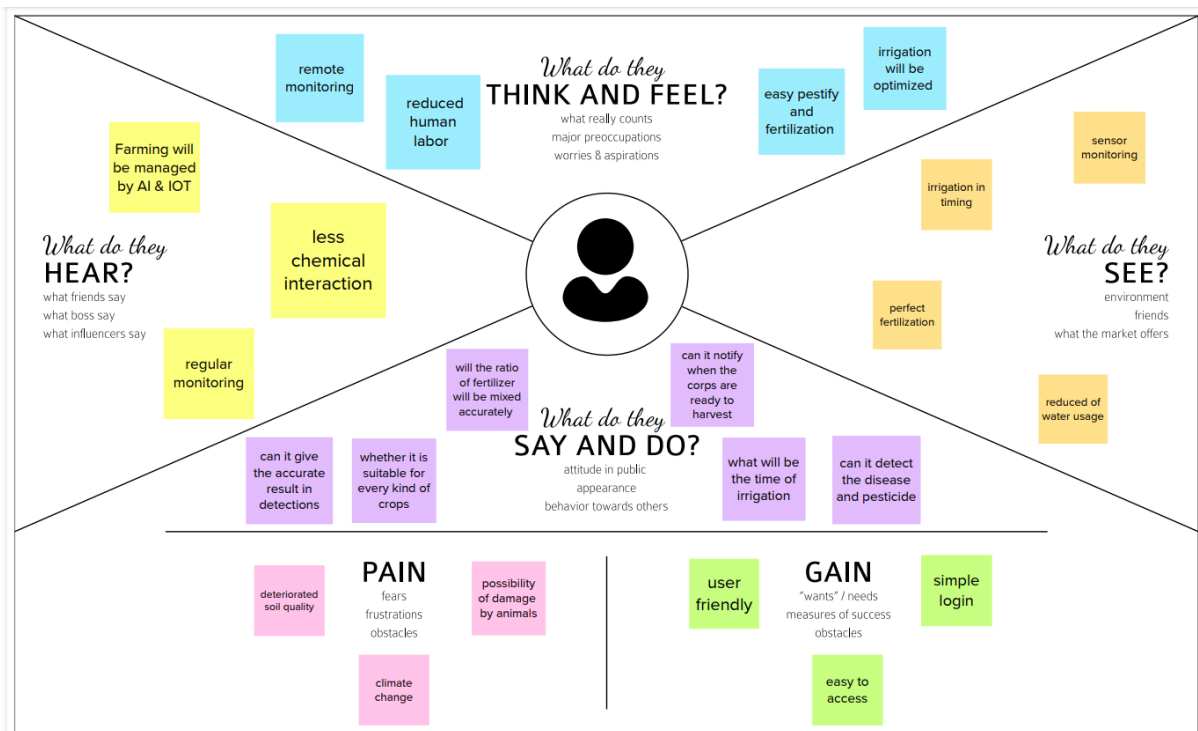 What do they
THINK AND FEEL?
what really counts
major preocupations
worries & aspirations
remote
monitoring
reduced
human
labor
easy pestify
and
fertilization
irrigation
will be
optimized
What do they
HEAR?
what friends say
what boss say
what influencers say
Farming will
be managed
by AI & IOT
less
chemical
interaction
regular
monitoring
What do they
SEE?
environment
friends
what the market offers
sensor
monitoring
irrigation in
timing
perfect
fertilization
reduced of
water usage
What do they
SAY AND DO?
attitude in public
appearance
behavior towards others
will the ratio
of fertilizer
will be mixed
accurately
can it notify
when the
corps are
ready to
harvest
can it give
the accurate
result in
detections
whether it is
suitable for
every kind of
crops
what will be
the time of
irrigation
can it detect
the disease
and pesticide
PAIN
fears
frustrations
obstacles
deteriorated
soil quality
possibility
of damage
by animals
climate
change
GAIN
"wants" / needs
measures of success
obstacles
user
friendly
simple
login
easy to
access